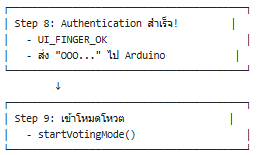 Step 8: Authentication สำเร็จ!
- UI_FINGER_OK
- ส่ง "OOO..." ไป Arduino
↓
Step 9: เข้าโหมดโหวต
- startVotingMode()